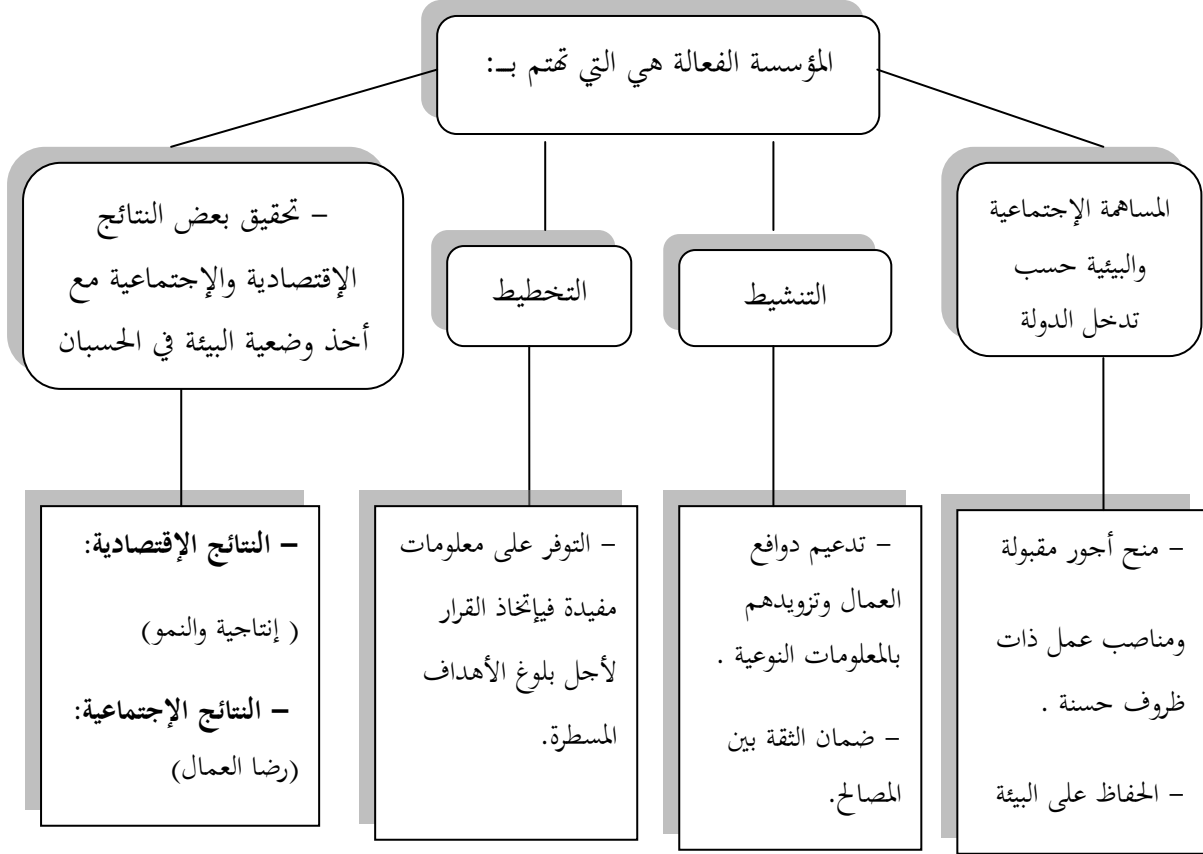 المؤسسة الفعالة هي التي تهتم بـ:
المساهمة الإجتماعية
والبيئية حسب
تدخل الدولة
التنشيط
التخطيط
– تحقيق بعض النتائج
الإقتصادية والإجتماعية مع
أخذ وضعية البيئة في الحسبان
– منح أجور مقبولة
ومناصب عمل ذات
ظروف حسنة .
– الحفاظ على البيئة
– تدعيم دوافع
العمال وتزويدهم
بالمعلومات النوعية .
– ضمان الثقة بين
المصالح.
– التوفر على معلومات
مفيدة فيإتخاذ القرار
لأجل بلوغ الأهداف
المسطرة.
– النتائج الإقتصادية:
( إنتاجية والنمو)
– النتائج الإجتماعية:
(رضا العمال)